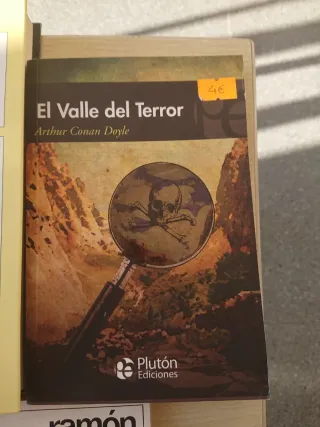 4€
El Valle del Terror
Arthur Conan Doyle
Plutón
Ediciones
ramón